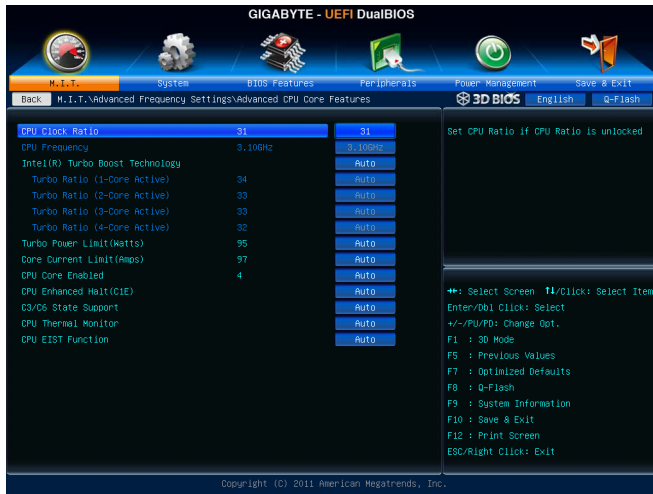 GIGABYTE - UEFI DualBIOS
M.I.T. System BIOS Features Peripherals Power Management Save & Exit
Back M.I.T.\Advanced Frequency Settings\Advanced CPU Core Features 3D BIOS English Q-Flash
CPU Clock Ratio 31 31
CPU Frequency 3.10GHz 3.10GHz
Intel(R) Turbo Boost Technology Auto
Turbo Ratio (1-Core Active) 34 Auto
Turbo Ratio (2-Core Active) 33 Auto
Turbo Ratio (3-Core Active) 33 Auto
Turbo Ratio (4-Core Active) 32 Auto
Turbo Power Limit(Watts) 95 Auto
Core Current Limit(Amps) 97 Auto
CPU Core Enabled 4 Auto
CPU Enhanced Halt(C1E) Auto
C3/C6 State Support Auto
CPU Thermal Monitor Auto
CPU EIST Function Auto
Set CPU Ratio if CPU Ratio is unlocked
→←: Select Screen ↑↓/Click: Select Item
Enter/Dbl Click: Select
+/-/PU/PD: Change Opt.
F1 : 3D Mode
F5 : Previous Values
F7 : Optimized Defaults
F8 : Q-Flash
F9 : System Information
F10 : Save & Exit
F12 : Print Screen
ESC/Right Click: Exit
Copyright (C) 2011 American Megatrends, Inc.